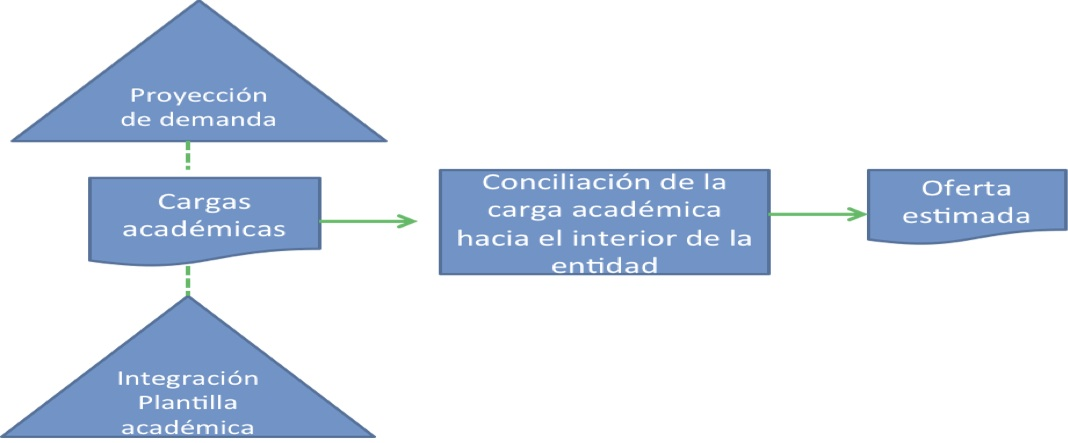 Proyección
de demanda
Cargas
académicas
Conciliación de la
carga académica
hacia el interior de la
entidad
Oferta
estimada
Integración
Plantilla
académica